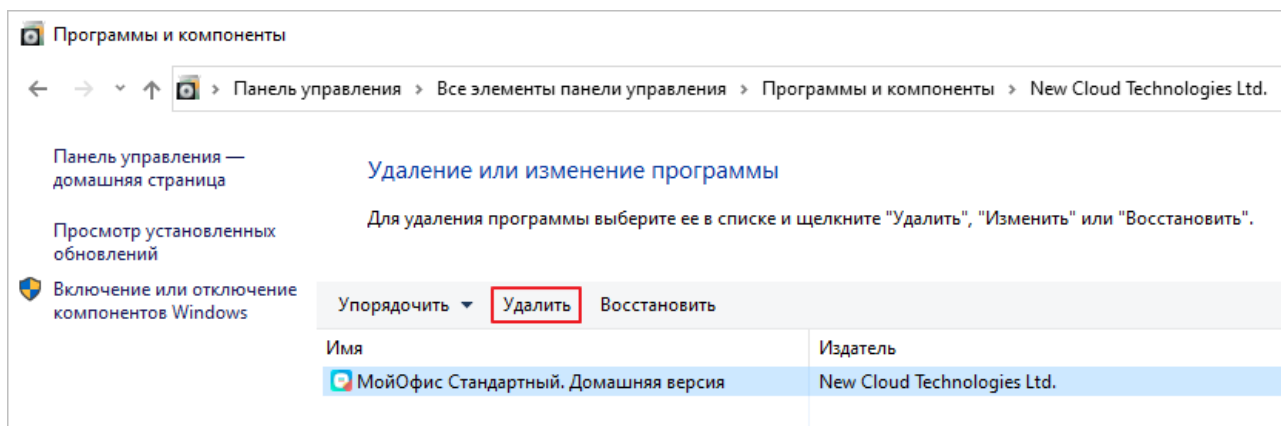 Программы и компоненты
Панель управления > Все элементы панели управления > Программы и компоненты > New Cloud Technologies Ltd.
Панель управления —
домашняя страница
Просмотр установленных
обновлений
Включение или отключение
компонентов Windows
Удаление или изменение программы
Для удаления программы выберите ее в списке и щелкните "Удалить", "Изменить" или "Восстановить".
Упорядочить Удалить Восстановить
Имя Издатель
МойОфис Стандартный. Домашняя версия New Cloud Technologies Ltd.